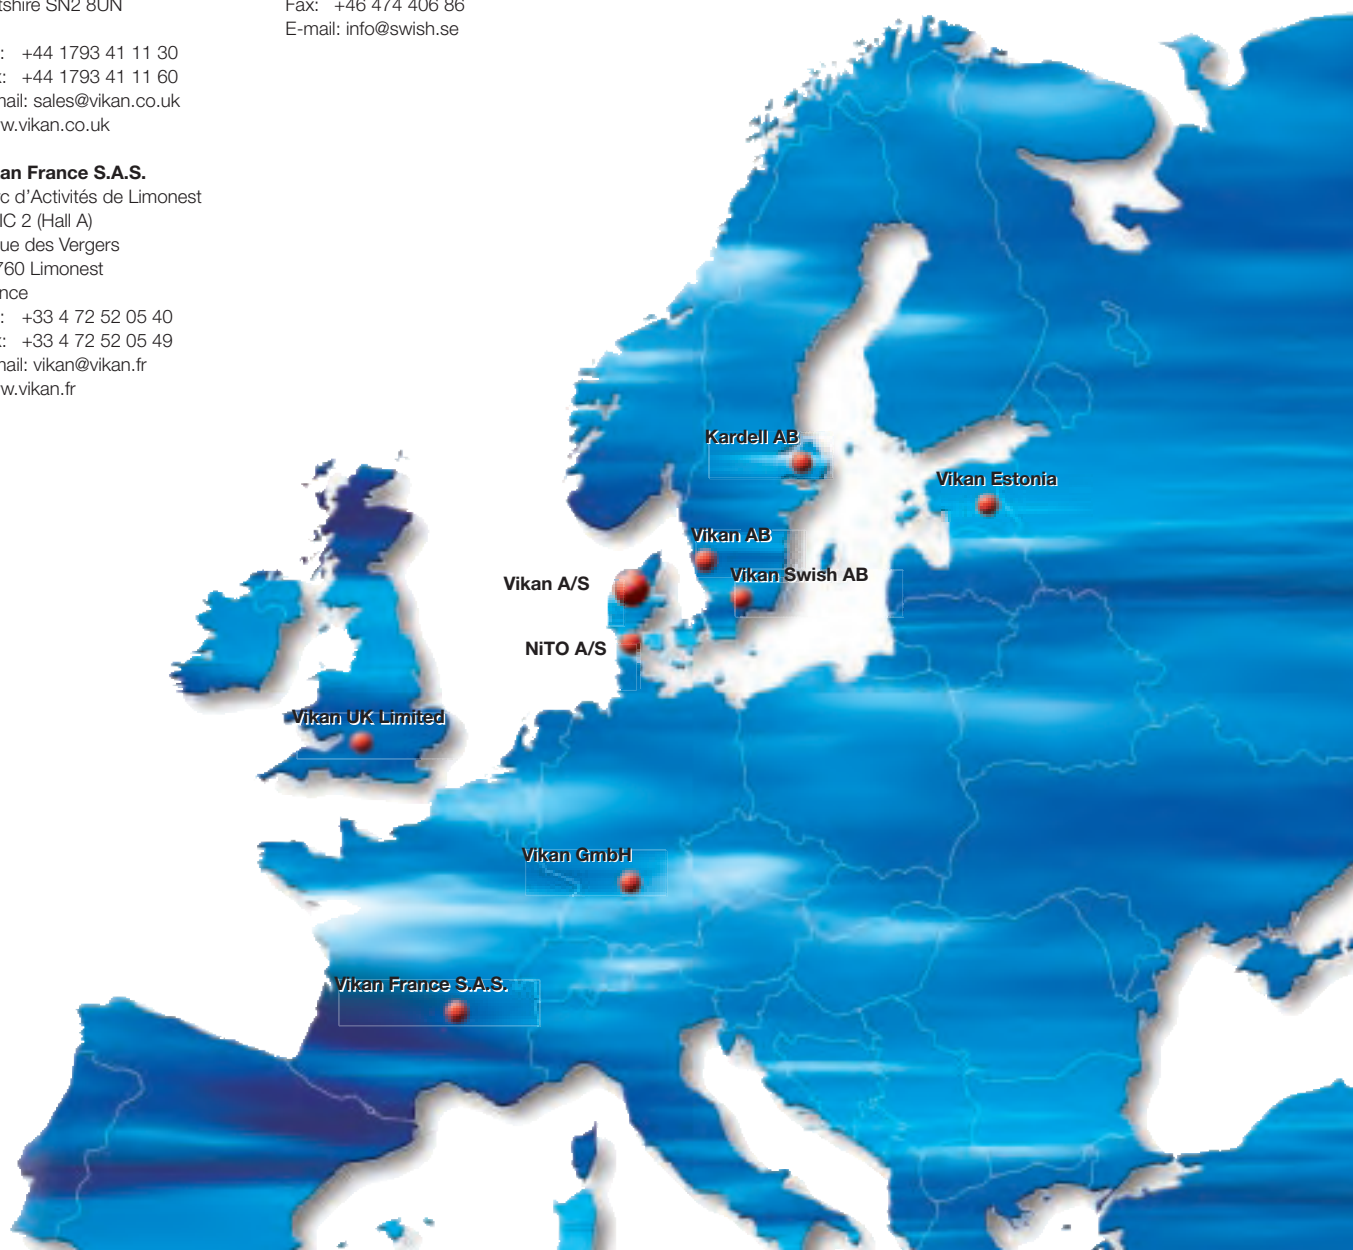 tshire SN2 8UN
: +44 1793 41 11 30
: +44 1793 41 11 60
ail: sales@vikan.co.uk
w.vikan.co.uk
an France S.A.S.
c d’Activités de Limonest
IC 2 (Hall A)
ue des Vergers
760 Limonest
nce
: +33 4 72 52 05 40
: +33 4 72 52 05 49
ail: vikan@vikan.fr
w.vikan.fr
Fax: +46 474 406 86
E-mail: info@swish.se
Kardell AB
Vikan Estonia
Vikan AB
Vikan Swish AB
Vikan A/S
NiTO A/S
Vikan UK Limited
Vikan GmbH
Vikan France S.A.S.